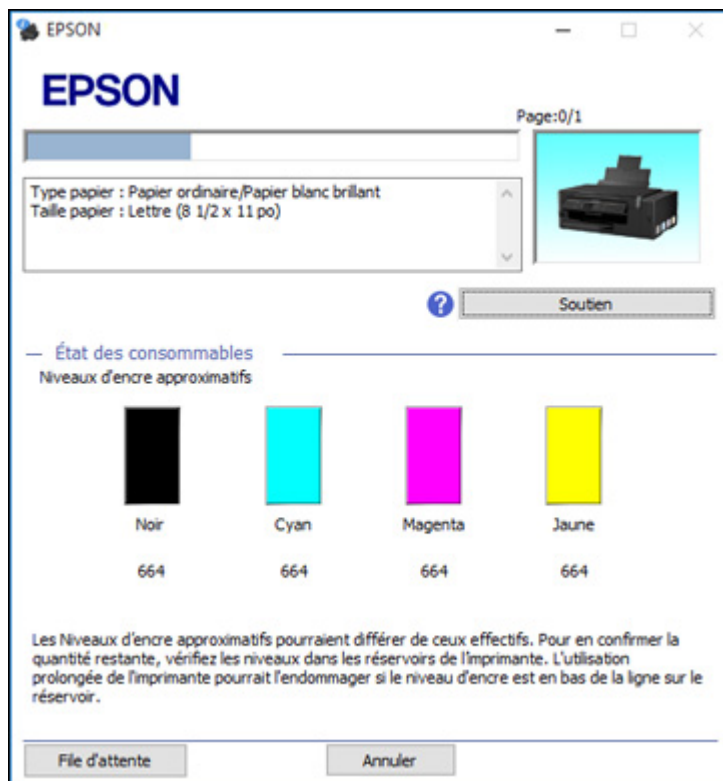 EPSON
EPSON
Page:0/1
Type papier : Papier ordinaire/Papier blanc brillant
Taille papier : Lettre (8 1/2 x 11 po)
? Soutien
État des consommables
Niveaux d'encre approximatifs
Noir Cyan Magenta Jaune
664 664 664 664
Les Niveaux d'encre approximatifs pourraient différer de ceux effectifs. Pour en confirmer la
quantité restante, vérifiez les niveaux dans les réservoirs de l'imprimante. L'utilisation
prolongée de l'imprimante pourrait l'endommager si le niveau d'encre est en bas de la ligne sur le
réservoir.
File d'attente Annuler